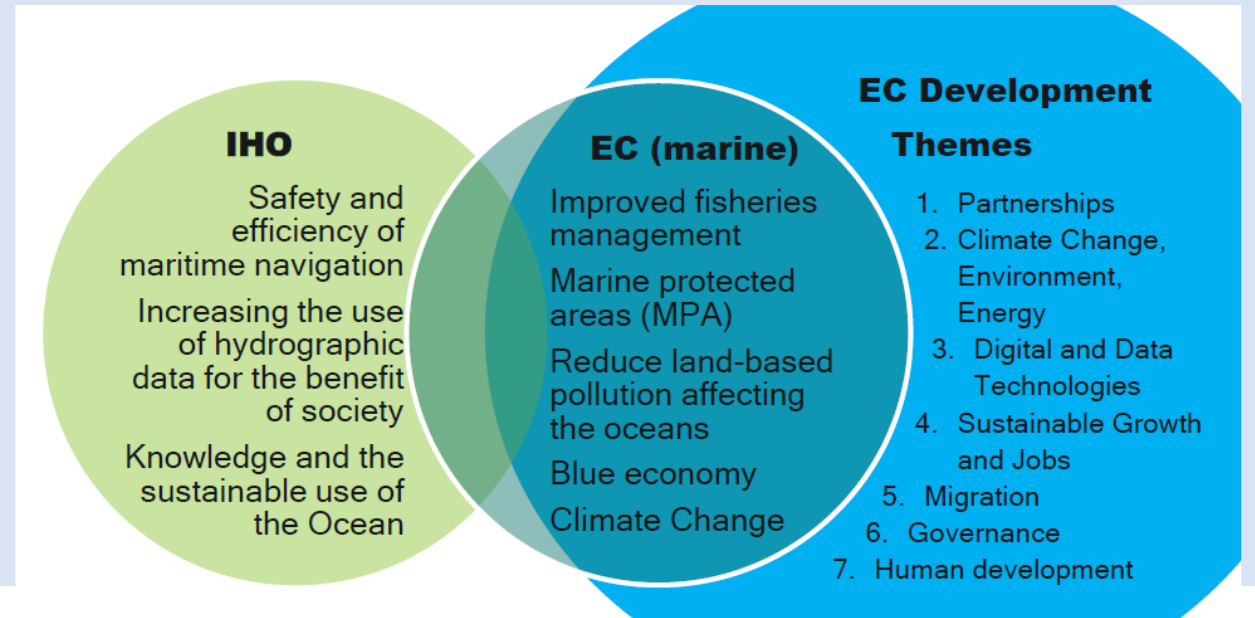 IHO
Safety and
efficiency of
maritime navigation
Increasing the use
of hydrographic
data for the benefit
of society
Knowledge and the
sustainable use of
the Ocean
EC (marine)
Improved fisheries
management
Marine protected
areas (MPA)
Reduce land-based
pollution affecting
the oceans
Blue economy
Climate Change
EC Development
Themes
1. Partnerships
2. Climate Change,
Environment,
Energy
3. Digital and Data
Technologies
4. Sustainable Growth
and Jobs
5. Migration
6. Governance
7. Human development